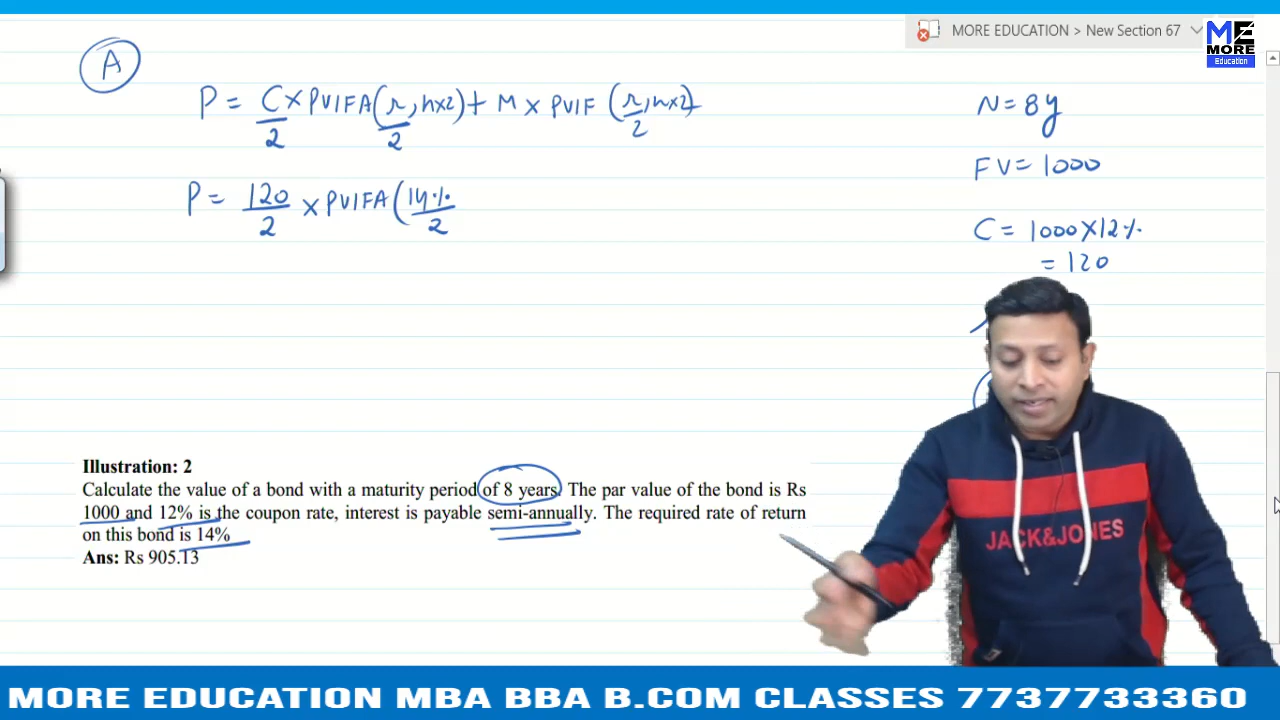 MORE EDUCATION > New Section 67
ME
MORE
Education
A
P = C/2 × PVIFA (r/2, n×2) + M × PVIF (r/2, n×2)
P = 120/2 × PVIFA (14%/2
N = 8y
FV = 1000
C = 1000×12%
= 120
Illustration: 2
Calculate the value of a bond with a maturity period of 8 years. The par value of the bond is Rs
1000 and 12% is the coupon rate, interest is payable semi-annually. The required rate of return
on this bond is 14%
Ans: Rs 905.13
JACK&JONES
MORE EDUCATION MBA BBA B.COM CLASSES 7737733360